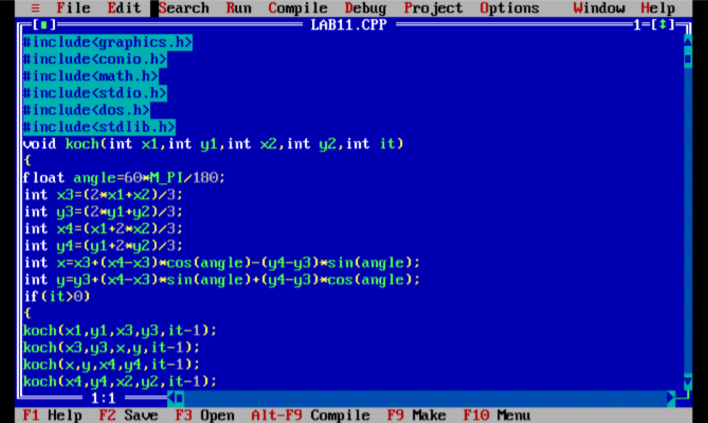 ≡ File Edit Search Run Compile Debug Project Options Window Help
[■] LAB11.CPP 1=[↕]
#include<graphics.h>
#include<conio.h>
#include<math.h>
#include<stdio.h>
#include<dos.h>
#include<stdlib.h>
void koch(int x1,int y1,int x2,int y2,int it)
{
float angle=60*M_PI/180;
int x3=(2*x1+x2)/3;
int y3=(2*y1+y2)/3;
int x4=(x1+2*x2)/3;
int y4=(y1+2*y2)/3;
int x=x3+(x4-x3)*cos(angle)-(y4-y3)*sin(angle);
int y=y3+(x4-x3)*sin(angle)+(y4-y3)*cos(angle);
if(it>0)
{
koch(x1,y1,x3,y3,it-1);
koch(x3,y3,x,y,it-1);
koch(x,y,x4,y4,it-1);
koch(x4,y4,x2,y2,it-1);
1:1
F1 Help F2 Save F3 Open Alt-F9 Compile F9 Make F10 Menu